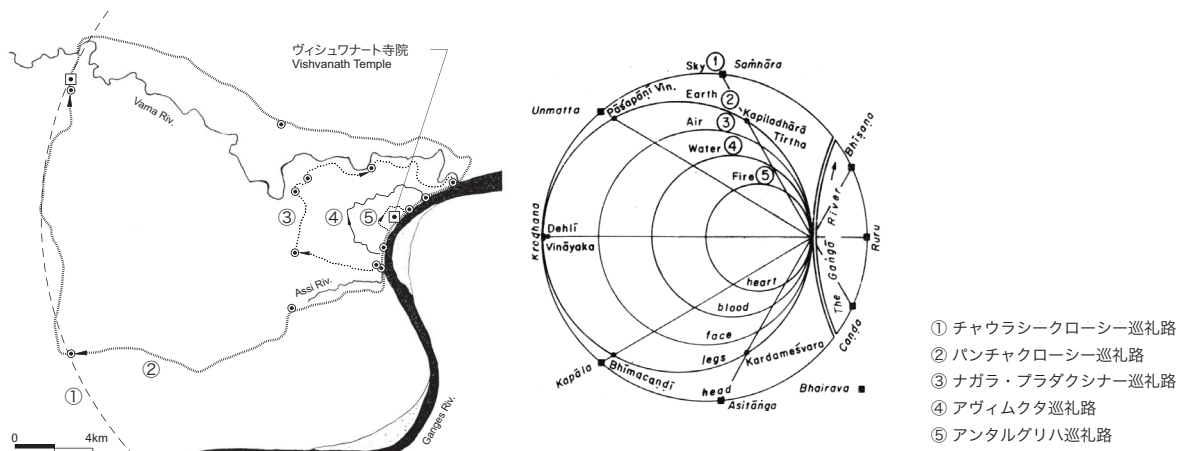 ヴィシュワナート寺院
Vishvanath Temple
Varna Riv.
③
④
⑤
Assi Riv.
②
①
0 4km
Ganges Riv.
Sky ①
Saṁhāra
Unmatta
Pāśapāṇī Vin.
Earth ②
Kapiladhārā
Tīrtha
Air ③
Water ④
Fire ⑤
Bhīṣaṇa
Krodhana
Dehlī
Vināyaka
The Gaṅgā River
Ruru
heart
blood
face
legs
head
Kardameśvara
Caṇḍa
Kapāla
Bhīmacaṇḍī
Asitāṅga
Bhairava
① チャウラシークローシー巡礼路
② パンチャクローシー巡礼路
③ ナガラ・プラダクシナー巡礼路
④ アヴィムクタ巡礼路
⑤ アンタルグリハ巡礼路